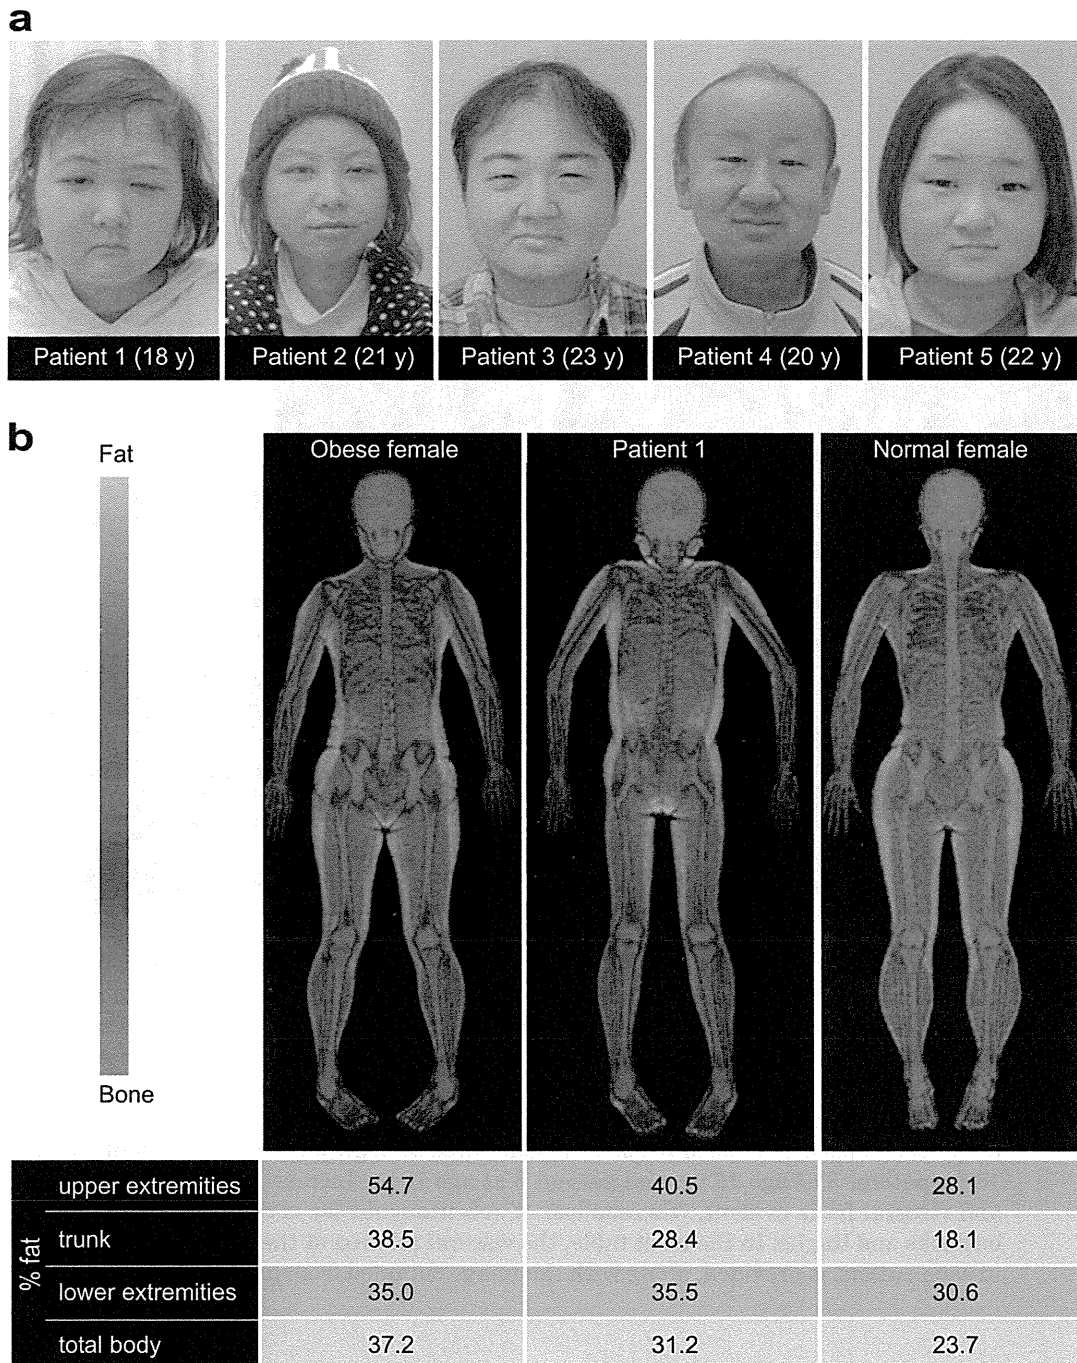 a
Patient 1 (18 y) Patient 2 (21 y) Patient 3 (23 y) Patient 4 (20 y) Patient 5 (22 y)
b
Fat
Bone
Obese female Patient 1 Normal female
% fat
upper extremities 54.7 40.5 28.1
trunk 38.5 28.4 18.1
lower extremities 35.0 35.5 30.6
total body 37.2 31.2 23.7